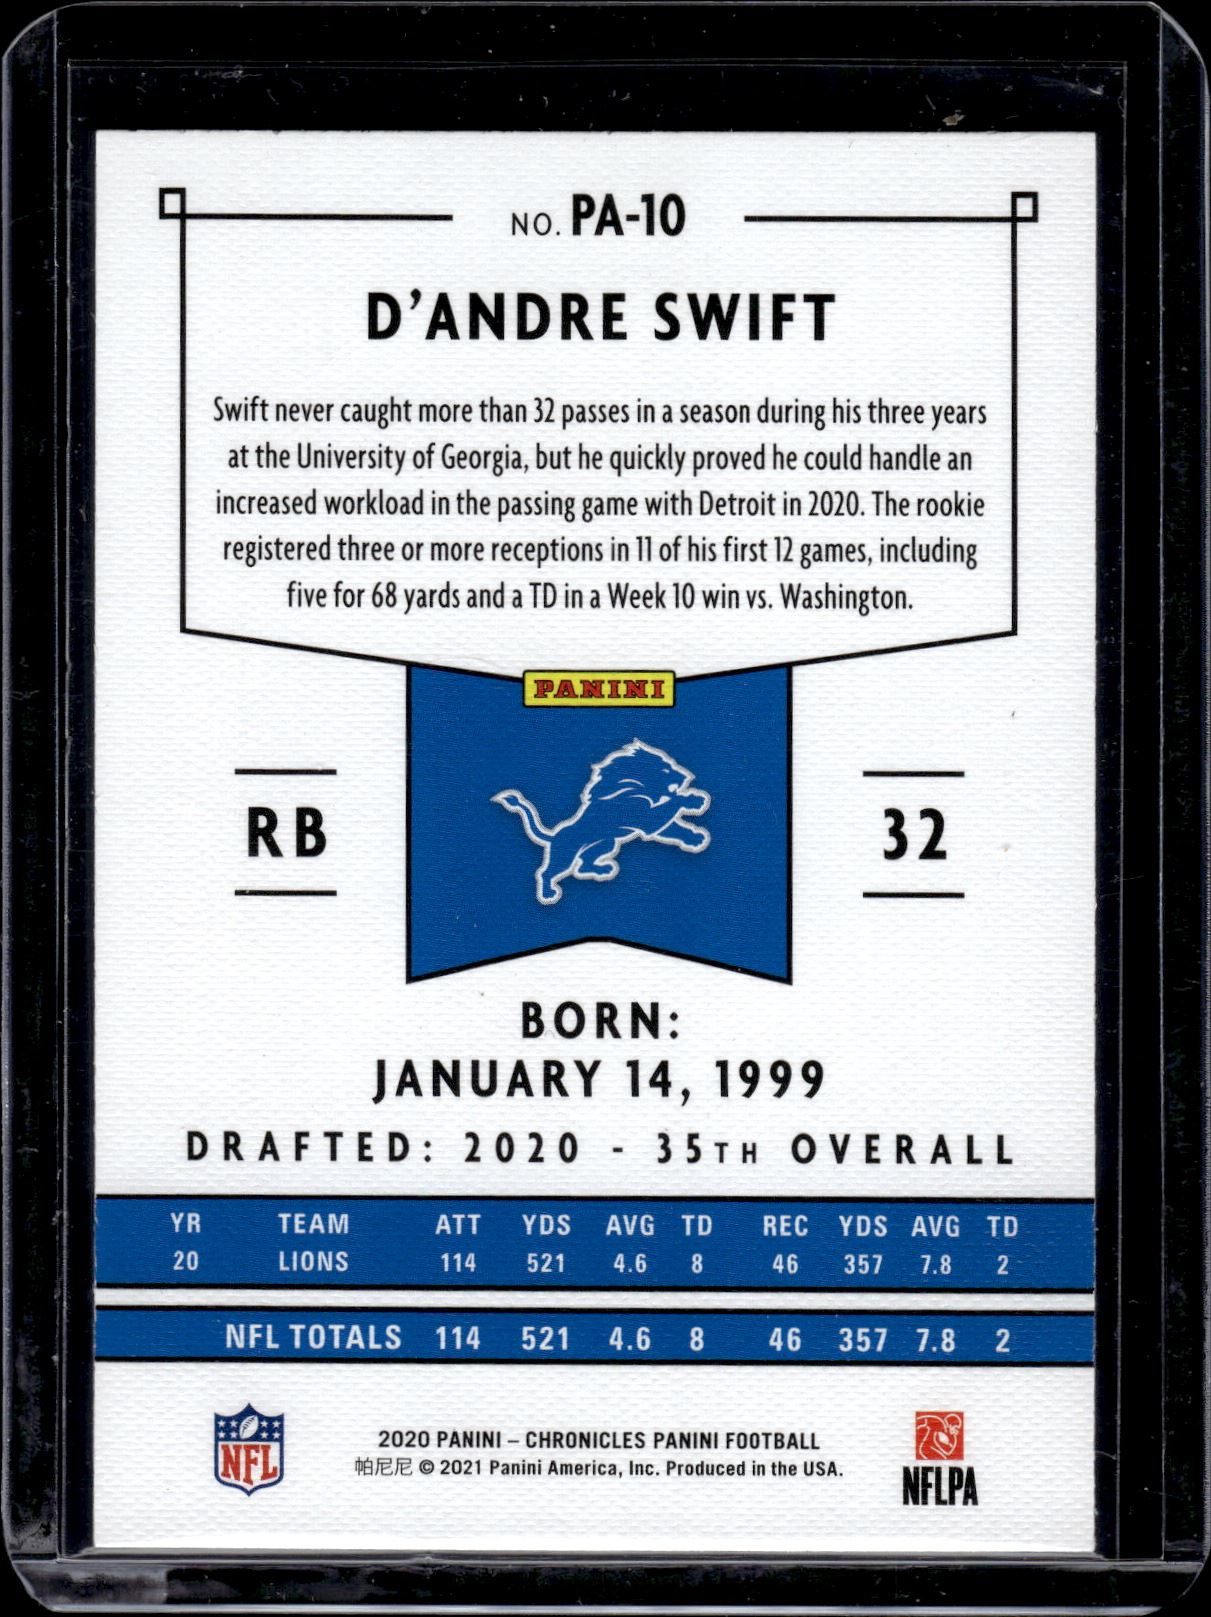 NO. PA-10
D'ANDRE SWIFT
Swift never caught more than 32 passes in a season during his three years
at the University of Georgia, but he quickly proved he could handle an
increased workload in the passing game with Detroit in 2020. The rookie
registered three or more receptions in 11 of his first 12 games, including
five for 68 yards and a TD in a Week 10 win vs. Washington.
PANINI
RB
32
BORN:
JANUARY 14, 1999
DRAFTED: 2020 - 35TH OVERALL
YR TEAM ATT YDS AVG TD REC YDS AVG TD
20 LIONS 114 521 4.6 8 46 357 7.8 2
NFL TOTALS 114 521 4.6 8 46 357 7.8 2
NFL
2020 PANINI – CHRONICLES PANINI FOOTBALL
帕尼尼 © 2021 Panini America, Inc. Produced in the USA.
NFLPA